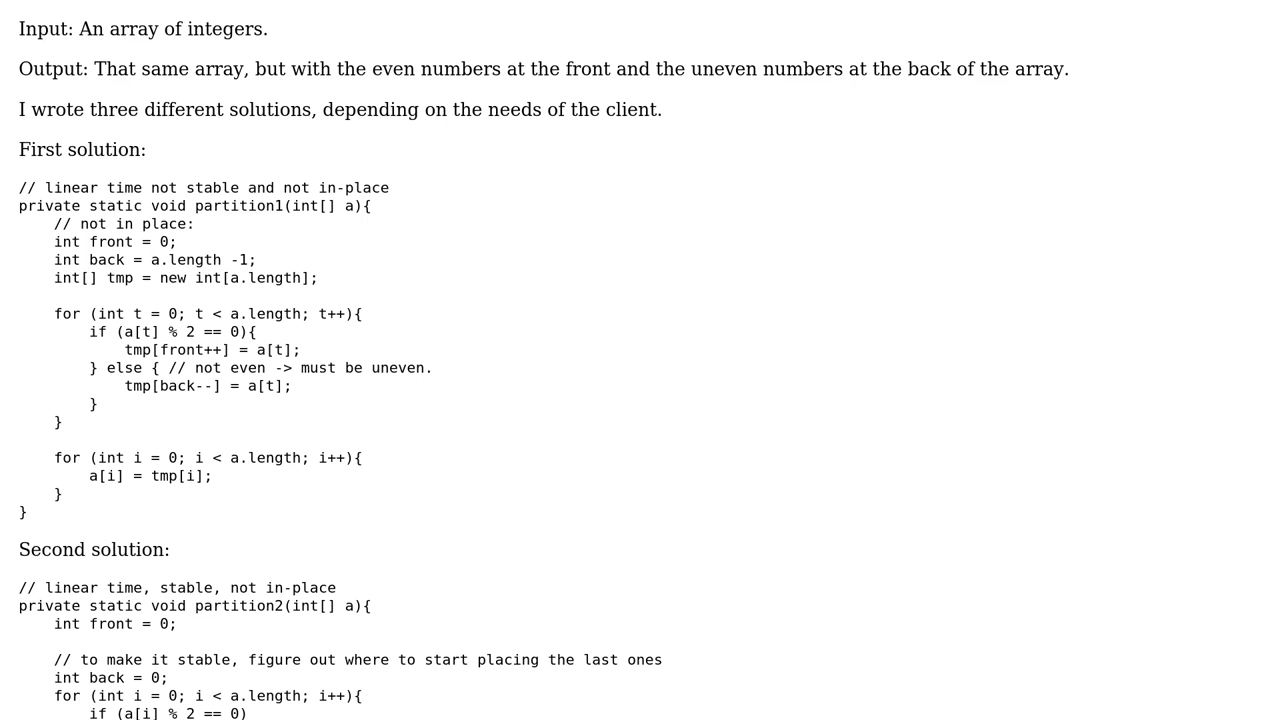 Input: An array of integers.
Output: That same array, but with the even numbers at the front and the uneven numbers at the back of the array.
I wrote three different solutions, depending on the needs of the client.
First solution:
// linear time not stable and not in-place
private static void partition1(int[] a){
    // not in place:
    int front = 0;
    int back = a.length -1;
    int[] tmp = new int[a.length];

    for (int t = 0; t < a.length; t++){
        if (a[t] % 2 == 0){
            tmp[front++] = a[t];
        } else { // not even -> must be uneven.
            tmp[back--] = a[t];
        }
    }

    for (int i = 0; i < a.length; i++){
        a[i] = tmp[i];
    }
}
Second solution:
// linear time, stable, not in-place
private static void partition2(int[] a){
    int front = 0;

    // to make it stable, figure out where to start placing the last ones
    int back = 0;
    for (int i = 0; i < a.length; i++){
        if (a[i] % 2 == 0)